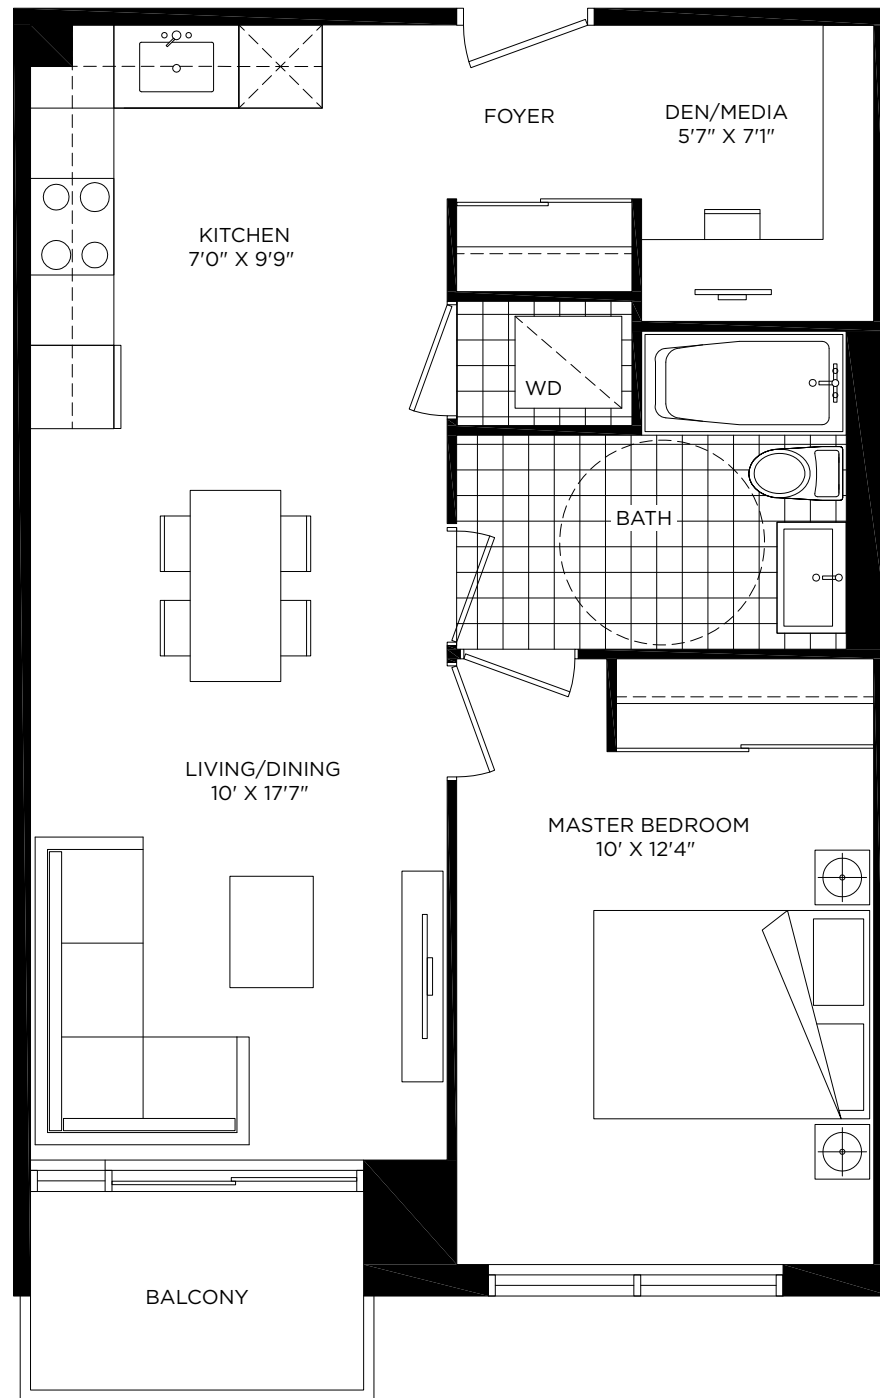 FOYER
DEN/MEDIA
5'7" X 7'1"
KITCHEN
7'0" X 9'9"
WD
BATH
LIVING/DINING
10' X 17'7"
MASTER BEDROOM
10' X 12'4"
BALCONY